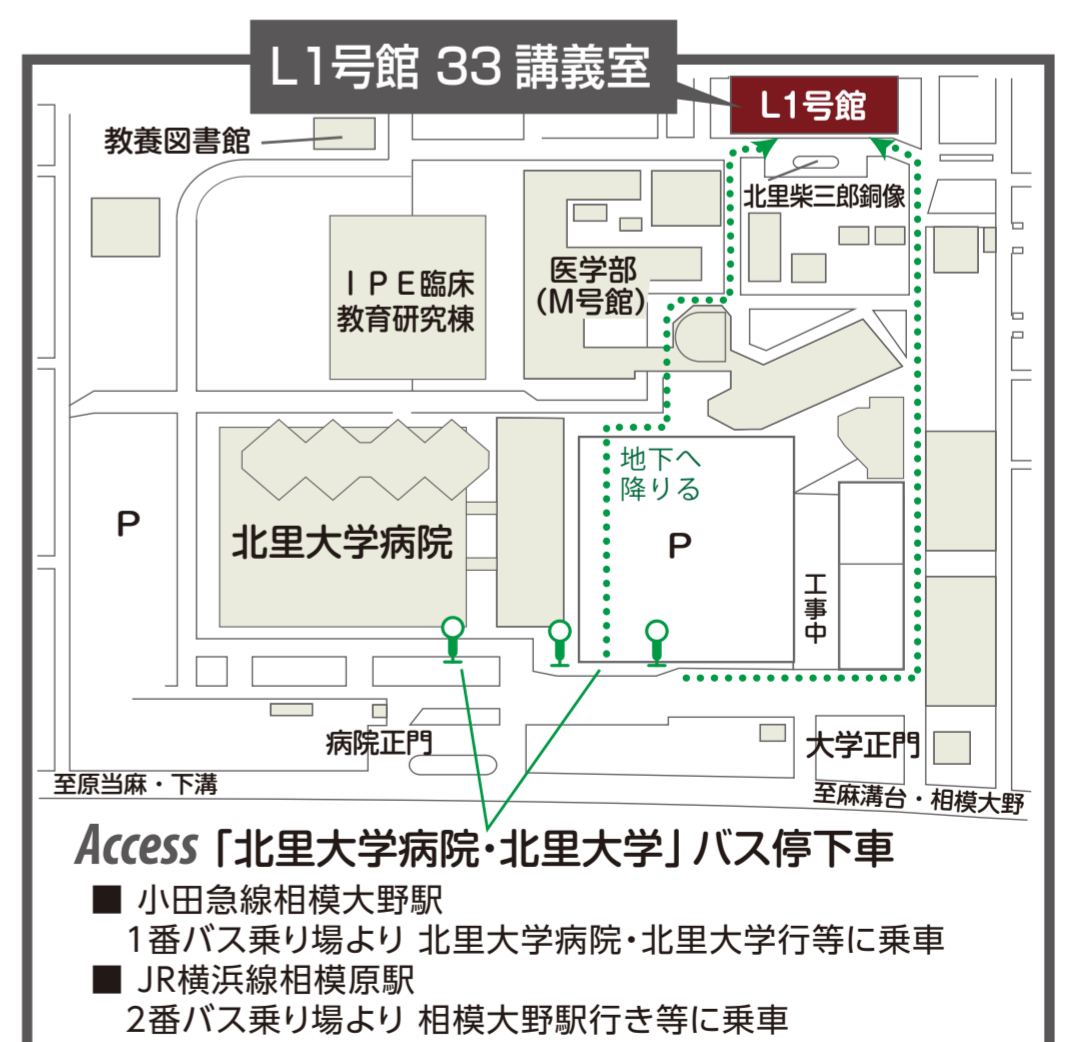 L1号館 33 講義室
L1号館
教養図書館
北里柴三郎銅像
IPE臨床
教育研究棟
医学部
（M号館）
地下へ
降りる
P
北里大学病院
P
工事中
病院正門
大学正門
至原当麻・下溝
至麻溝台・相模大野
Access「北里大学病院・北里大学」バス停下車
■ 小田急線相模大野駅
1番バス乗り場より 北里大学病院・北里大学行等に乗車
■ JR横浜線相模原駅
2番バス乗り場より 相模大野駅行き等に乗車